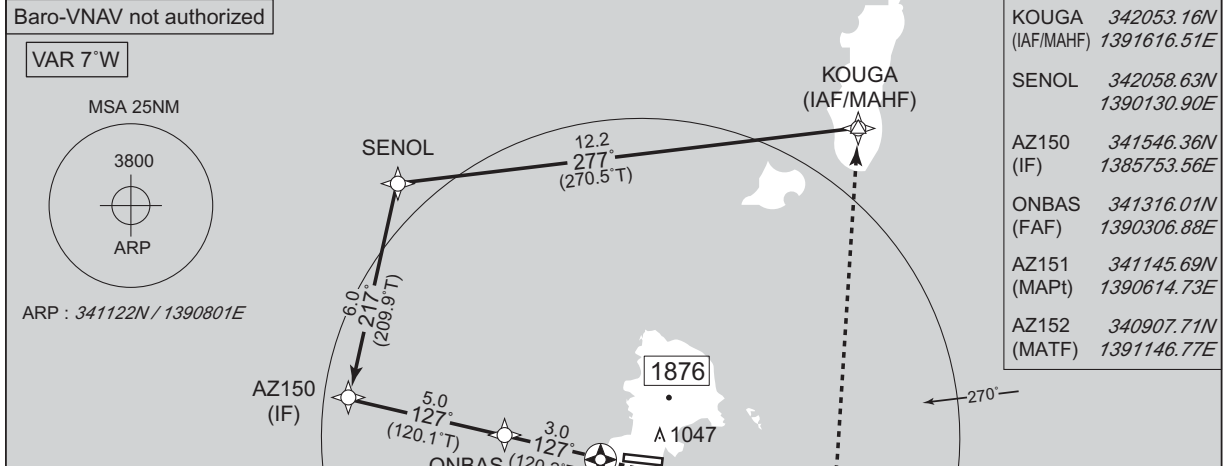 Baro-VNAV not authorized
VAR 7˚W
MSA 25NM
3800
ARP
ARP : 341122N / 1390801E
SENOL
12.2
277˚
(270.5˚T)
KOUGA
(IAF/MAHF)
6.0
217˚
(209.9˚T)
AZ150
(IF)
5.0
127˚
(120.1˚T)
ONBAS
3.0
127˚
1876
1047
270˚
KOUGA 342053.16N
(IAF/MAHF) 1391616.51E
SENOL 342058.63N
1390130.90E
AZ150 341546.36N
(IF) 1385753.56E
ONBAS 341316.01N
(FAF) 1390306.88E
AZ151 341145.69N
(MAPt) 1390614.73E
AZ152 340907.71N
(MATF) 1391146.77E